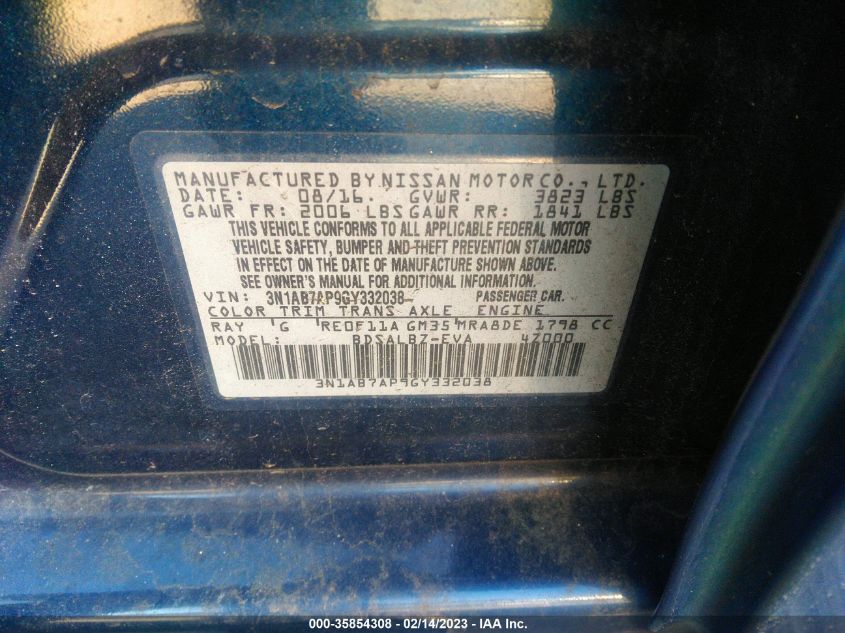 MANUFACTURED BY NISSAN MOTOR CO., LTD.
DATE: 08/16. GVWR: 3823 LBS
GAWR FR: 2006 LBS GAWR RR: 1841 LBS
THIS VEHICLE CONFORMS TO ALL APPLICABLE FEDERAL MOTOR
VEHICLE SAFETY, BUMPER AND THEFT PREVENTION STANDARDS
IN EFFECT ON THE DATE OF MANUFACTURE SHOWN ABOVE.
SEE OWNER'S MANUAL FOR ADDITIONAL INFORMATION.
VIN: 3N1AB7AP9GY332038 PASSENGER CAR.
COLOR TRIM TRANS AXLE ENGINE
RAY G RE0F11A GM35 MRA8DE 1798 CC
MODEL: BDSALBZ-EVA 4Z000
3N1AB7AP9GY332038
000-35854308 - 02/14/2023 - IAA Inc.